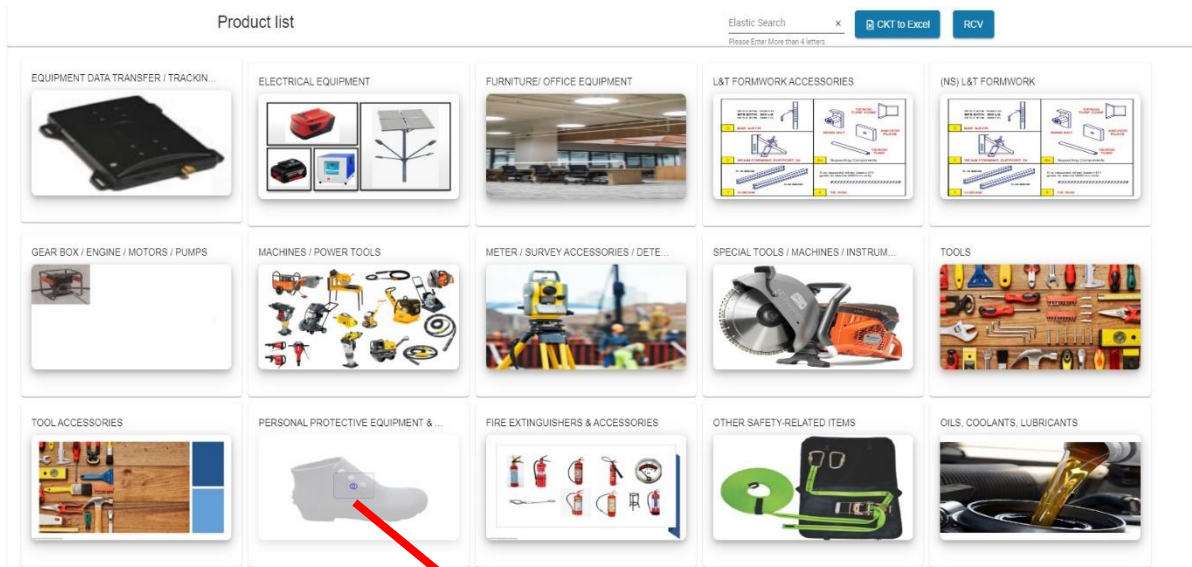 Product list
Elastic Search
CKT to Excel
RCV
Please Enter More than 4 letters.
EQUIPMENT DATA TRANSFER / TRACKIN...
ELECTRICAL EQUIPMENT
FURNITURE/ OFFICE EQUIPMENT
L&T FORMWORK ACCESSORIES
(NS) L&T FORMWORK
GEAR BOX / ENGINE / MOTORS / PUMPS
MACHINES / POWER TOOLS
METER / SURVEY ACCESSORIES / DETE...
SPECIAL TOOLS / MACHINES / INSTRUM...
TOOLS
TOOL ACCESSORIES
PERSONAL PROTECTIVE EQUIPMENT & ...
FIRE EXTINGUISHERS & ACCESSORIES
OTHER SAFETY-RELATED ITEMS
OILS, COOLANTS, LUBRICANTS